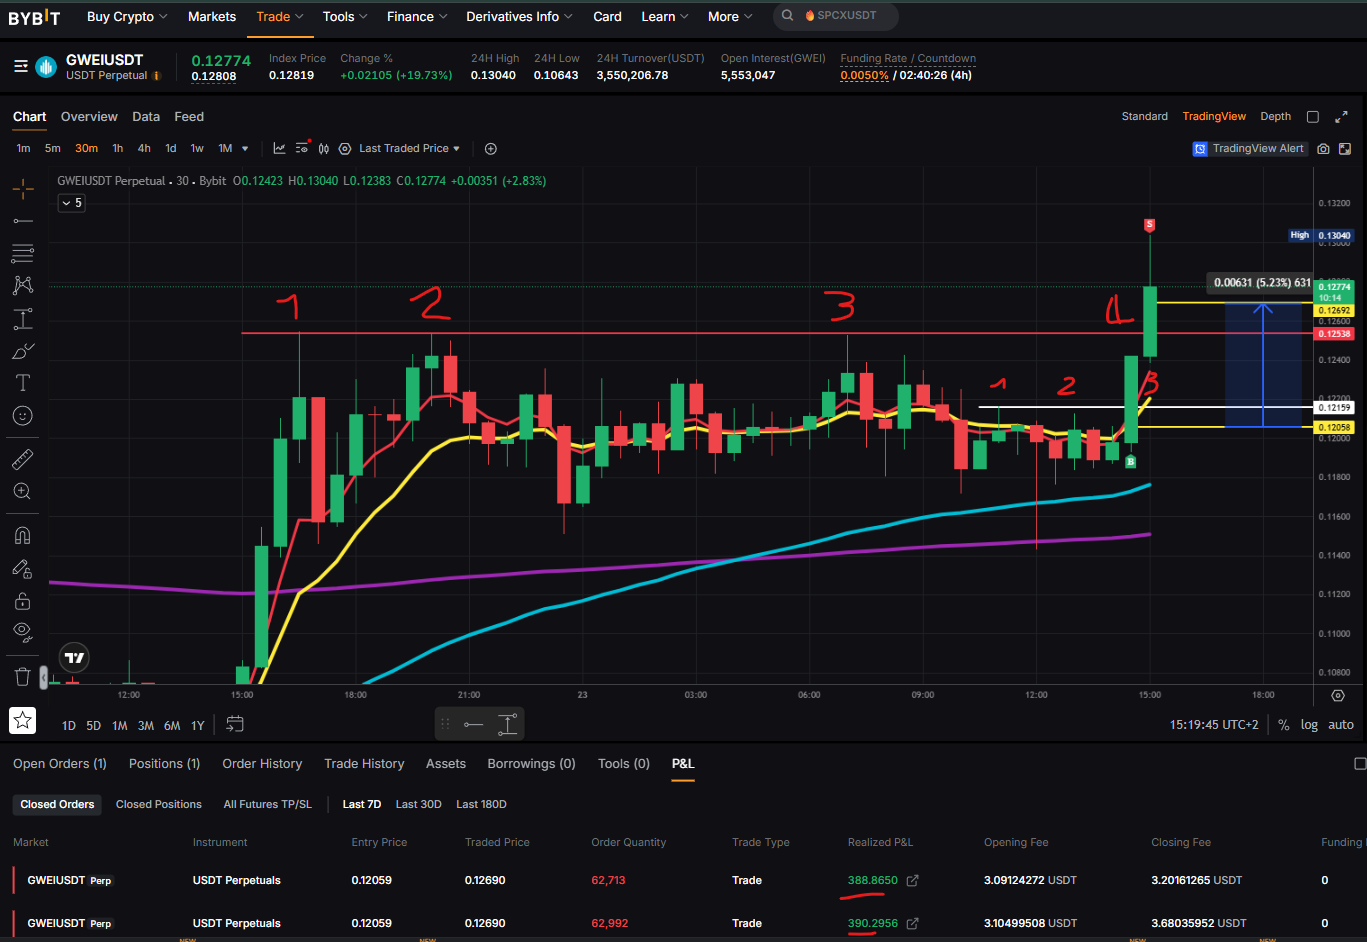 BYBIT Buy Crypto Markets Trade Tools Finance Derivatives Info Card Learn More SPCXUSDT
GWEIUSDT
USDT Perpetual
0.12774
0.12808
Index Price
0.12819
Change %
+0.02105 (+19.73%)
24H High
0.13040
24H Low
0.10643
24H Turnover(USDT)
3,550,206.78
Open Interest(GWEI)
5,553,047
Funding Rate / Countdown
0.0050% / 02:40:26 (4h)
Chart Overview Data Feed
Standard TradingView Depth
1m 5m 30m 1h 4h 1d 1w 1M Last Traded Price
TradingView Alert
GWEIUSDT Perpetual · 30 · Bybit O0.12423 H0.13040 L0.12383 C0.12774 +0.00351 (+2.83%)
5
0.13200
S
High 0.13040
0.13000
0.00631 (5.23%) 631
0.12774
10:14
0.12692
0.12600
0.12538
0.12400
0.12200
0.12159
0.12058
0.12000
0.11800
0.11600
0.11400
0.11200
0.11000
0.10800
1 2 3 4
1 2 3
B
12:00 15:00 18:00 21:00 23 03:00 06:00 09:00 12:00 15:00 18:00
1D 5D 1M 3M 6M 1Y
15:19:45 UTC+2 % log auto
Open Orders (1) Positions (1) Order History Trade History Assets Borrowings (0) Tools (0) P&L
Closed Orders Closed Positions All Futures TP/SL Last 7D Last 30D Last 180D
Market Instrument Entry Price Traded Price Order Quantity Trade Type Realized P&L Opening Fee Closing Fee Funding
GWEIUSDT Perp USDT Perpetuals 0.12059 0.12690 62,713 Trade 388.8650 3.09124272 USDT 3.20161265 USDT 0
GWEIUSDT Perp USDT Perpetuals 0.12059 0.12690 62,992 Trade 390.2956 3.10499508 USDT 3.68035952 USDT 0
NEW NEW NEW NEW